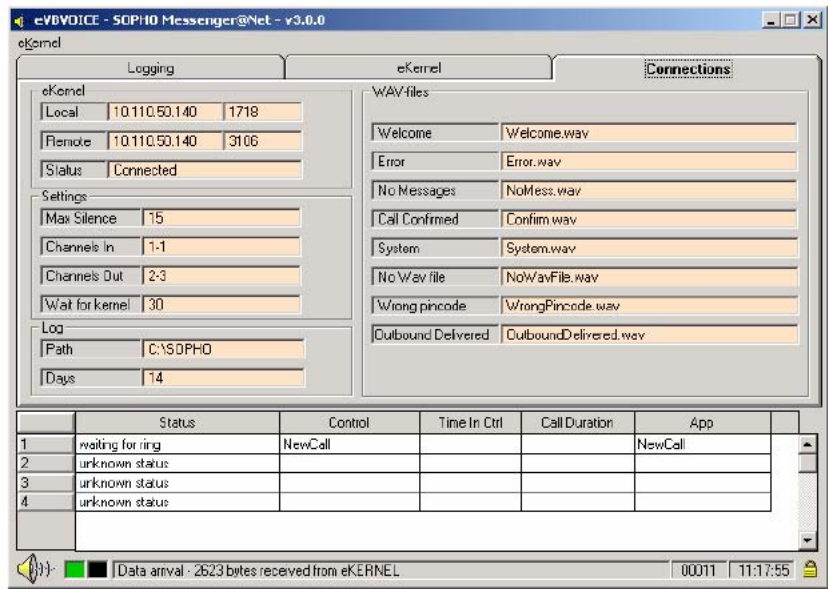 eVBVOICE - SOPHO Messenger@Net - v3.0.0
eKernel
Logging eKernel Connections
eKernel
Local 10.110.50.140 1718
Remote 10.110.50.140 3106
Status Connected
Settings
Max Silence 15
Channels In 1-1
Channels Out 2-3
Wait for kernel 30
Log
Path C:\SOPHO
Days 14
WAV-files
Welcome Welcome.wav
Error Error.wav
No Messages NoMess.wav
Call Confirmed Confirm.wav
System System.wav
No Wav file NoWavFile.wav
Wrong pincode WrongPincode.wav
Outbound Delivered OutboundDelivered.wav
Status Control Time In Ctrl Call Duration App
1 waiting for ring NewCall NewCall
2 unknown status
3 unknown status
4 unknown status
Data arrival - 2623 bytes received from eKERNEL 00011 11:17:55